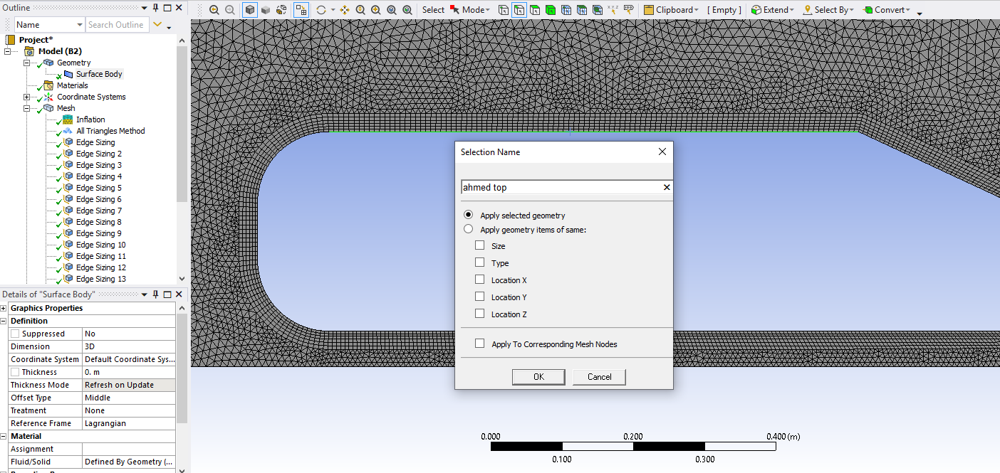 Outline
Name Search Outline
Select Mode Clipboard [ Empty ] Extend Select By Convert
Project*
Model (B2)
Geometry
Surface Body
Materials
Coordinate Systems
Mesh
Inflation
All Triangles Method
Edge Sizing
Edge Sizing 2
Edge Sizing 3
Edge Sizing 4
Edge Sizing 5
Edge Sizing 6
Edge Sizing 7
Edge Sizing 8
Edge Sizing 9
Edge Sizing 10
Edge Sizing 11
Edge Sizing 12
Edge Sizing 13
Details of "Surface Body"
Graphics Properties
Definition
Suppressed No
Dimension 3D
Coordinate System Default Coordinate Sys...
Thickness 0. m
Thickness Mode Refresh on Update
Offset Type Middle
Treatment None
Reference Frame Lagrangian
Material
Assignment
Fluid/Solid Defined By Geometry (...
Selection Name
ahmed top
Apply selected geometry
Apply geometry items of same:
Size
Type
Location X
Location Y
Location Z
Apply To Corresponding Mesh Nodes
OK Cancel
0.000 0.200 0.400 (m)
0.100 0.300